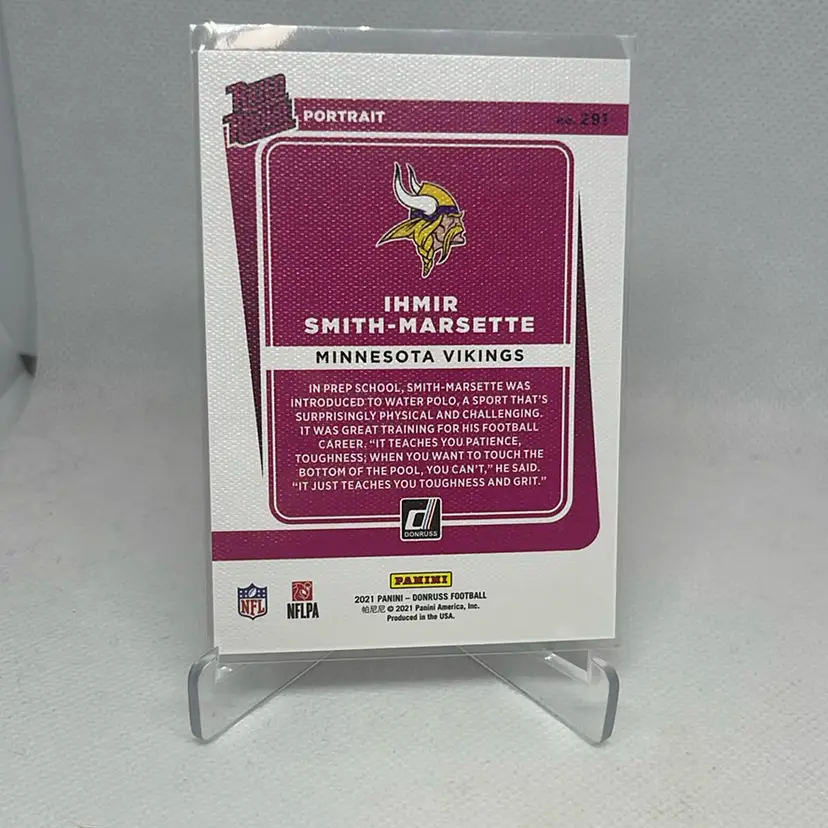 RATED ROOKIE PORTRAIT
no. 291
IHMIR
SMITH-MARSETTE
MINNESOTA VIKINGS
IN PREP SCHOOL, SMITH-MARSETTE WAS
INTRODUCED TO WATER POLO, A SPORT THAT'S
SURPRISINGLY PHYSICAL AND CHALLENGING.
IT WAS GREAT TRAINING FOR HIS FOOTBALL
CAREER. “IT TEACHES YOU PATIENCE,
TOUGHNESS; WHEN YOU WANT TO TOUCH THE
BOTTOM OF THE POOL, YOU CAN'T,” HE SAID.
“IT JUST TEACHES YOU TOUGHNESS AND GRIT.”
DONRUSS
PANINI
NFL
NFLPA
2021 PANINI – DONRUSS FOOTBALL
帕尼尼 © 2021 Panini America, Inc.
Produced in the USA.